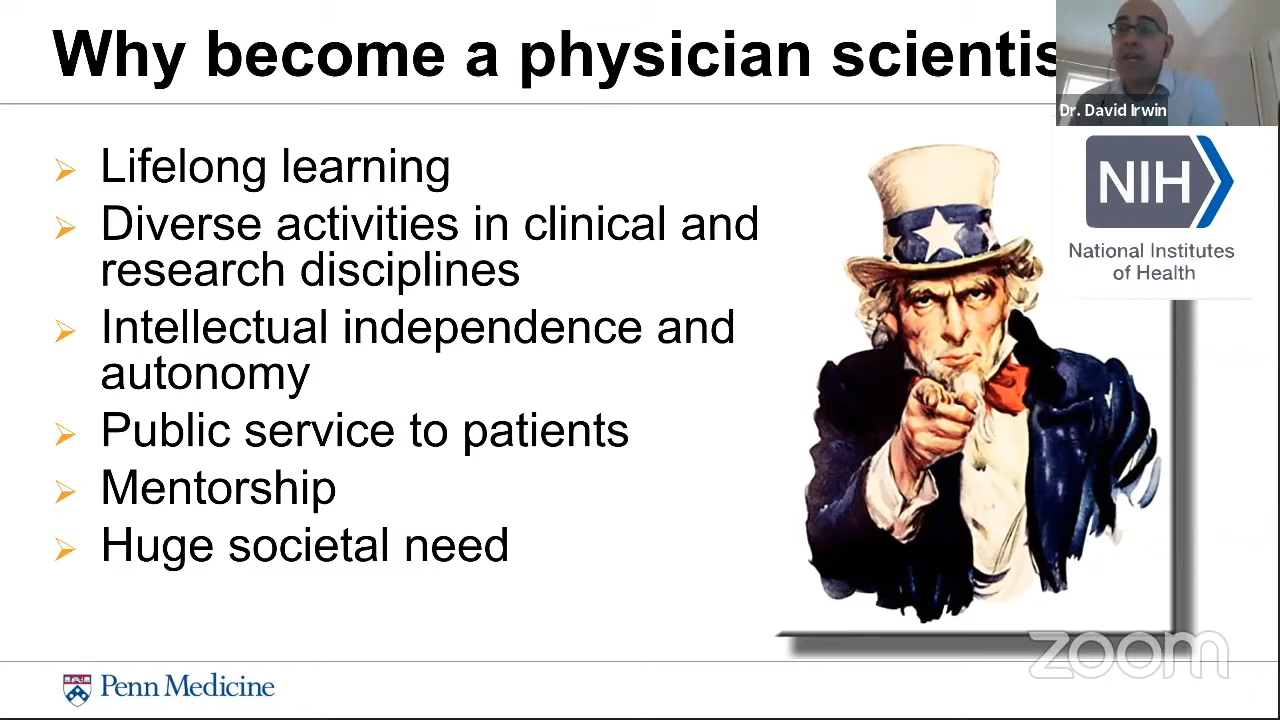 Why become a physician scientis
Dr. David Irwin
Lifelong learning
Diverse activities in clinical and
research disciplines
Intellectual independence and
autonomy
Public service to patients
Mentorship
Huge societal need
NIH
National Institutes
of Health
zoom
Penn Medicine